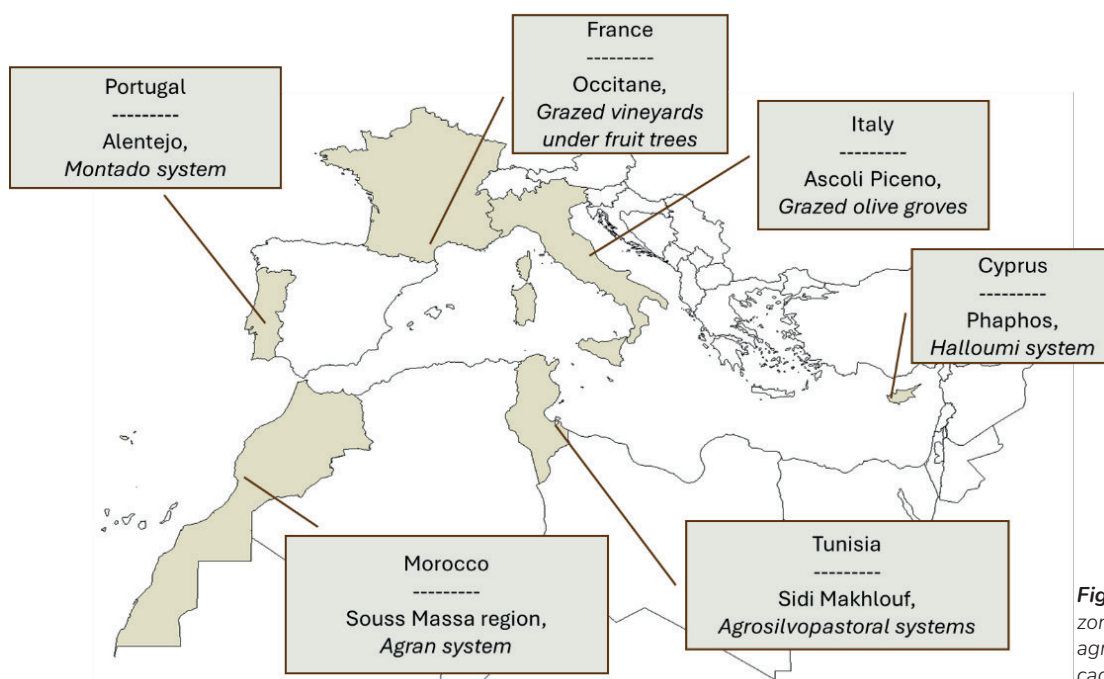 France
---------
Occitane,
Grazed vineyards
under fruit trees
Portugal
---------
Alentejo,
Montado system
Italy
---------
Ascoli Piceno,
Grazed olive groves
Cyprus
---------
Phaphos,
Halloumi system
Morocco
---------
Souss Massa region,
Agran system
Tunisia
---------
Sidi Makhlouf,
Agrosilvopastoral systems